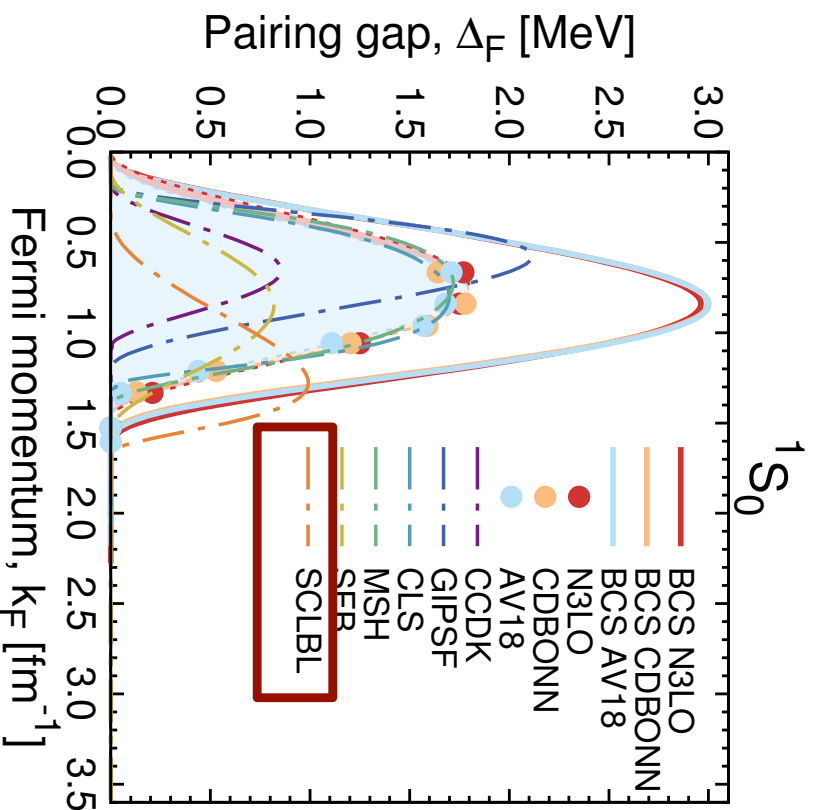 ¹S₀
Pairing gap, Δ_F [MeV]
3.0
2.5
2.0
1.5
1.0
0.5
0.0
BCS N3LO
BCS CDBONN
BCS AV18
N3LO
CDBONN
AV18
CCDK
GIPSF
CLS
MSH
SFB
SCLBL
0.0 0.5 1.0 1.5 2.0 2.5 3.0 3.5
Fermi momentum, k_F [fm⁻¹]